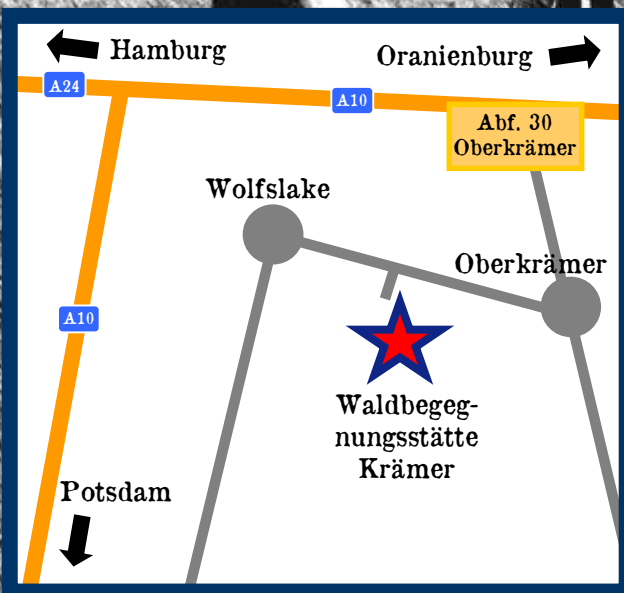 Hamburg
Oranienburg
A24
A10
Abf. 30
Oberkrämer
Wolfslake
Oberkrämer
A10
Waldbegeg-
nungsstätte
Krämer
Potsdam